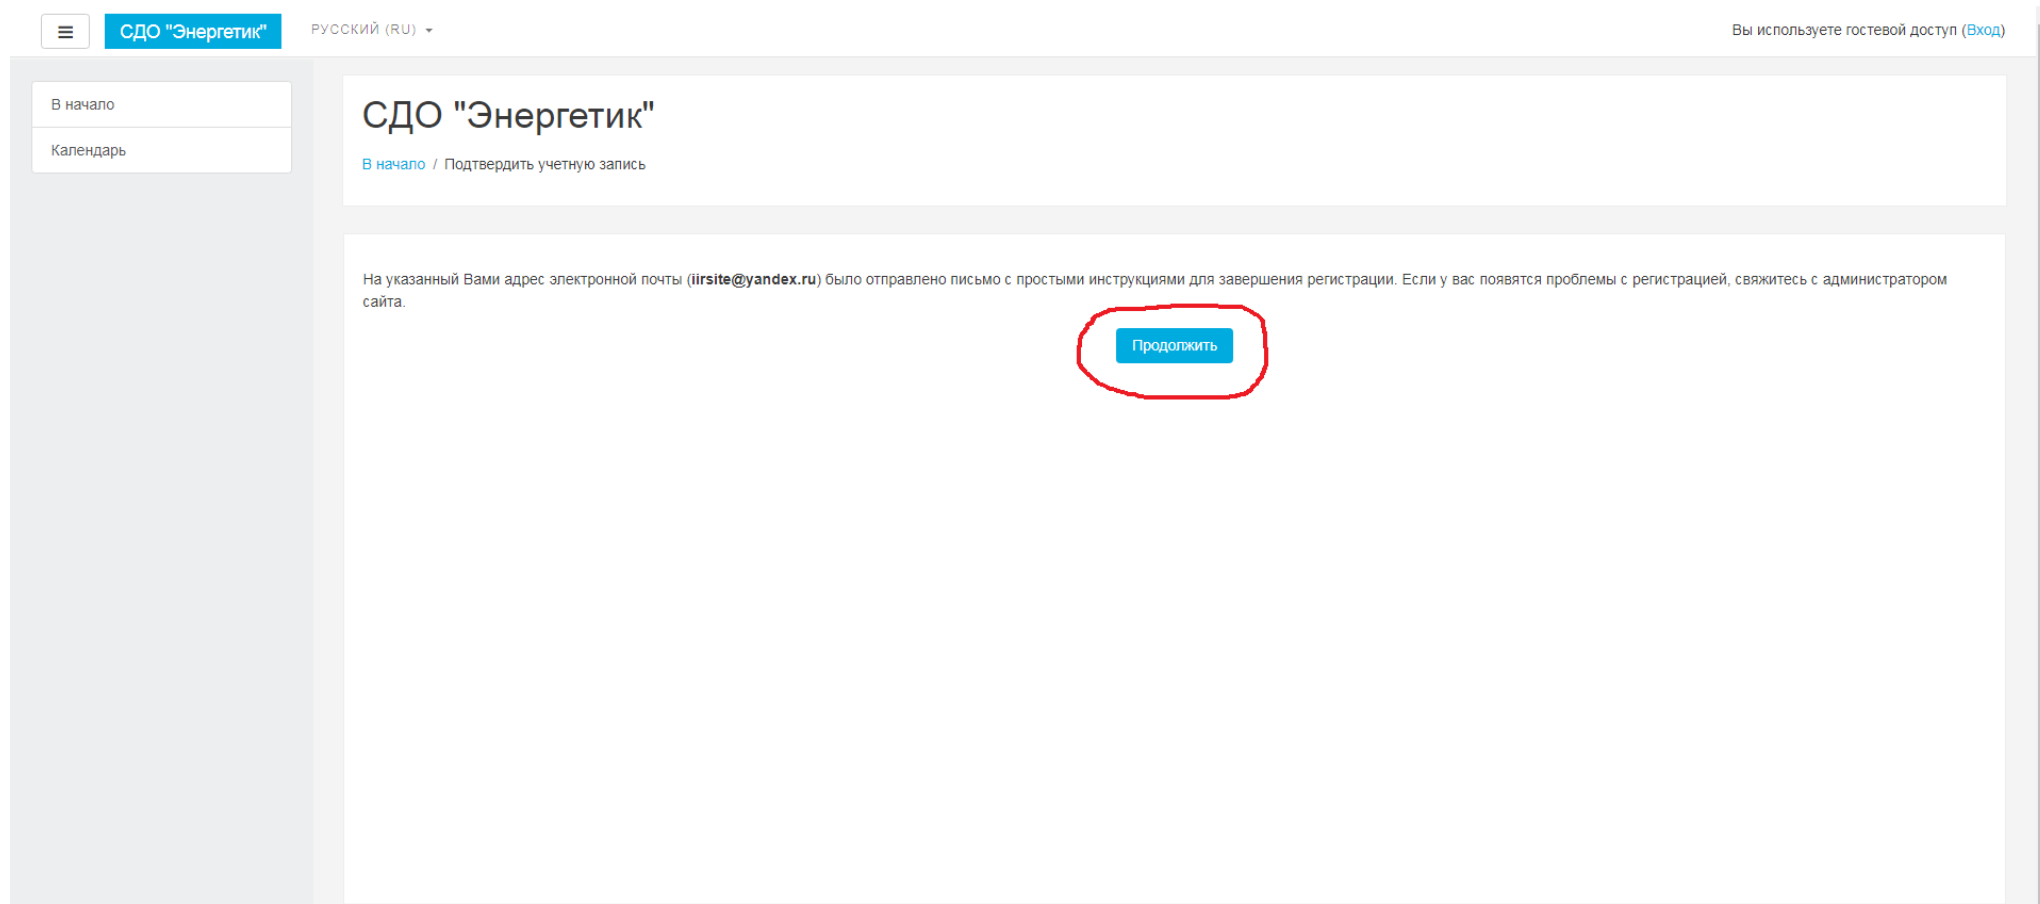 СДО "Энергетик"
РУССКИЙ (RU)
Вы используете гостевой доступ (Вход)
В начало
Календарь
СДО "Энергетик"
В начало / Подтвердить учетную запись
На указанный Вами адрес электронной почты (iirsite@yandex.ru) было отправлено письмо с простыми инструкциями для завершения регистрации. Если у вас появятся проблемы с регистрацией, свяжитесь с администратором
сайта.
Продолжить